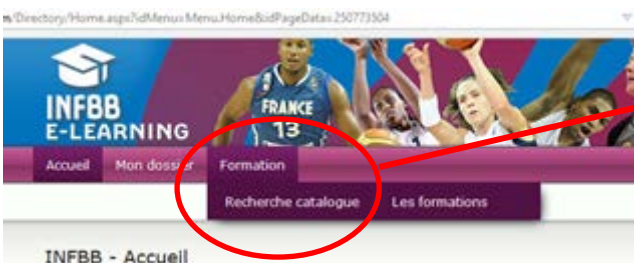 /Directory/Home.aspx?idMenu=Menu.Home&idPageData=250773504
INFBB
E-LEARNING
FRANCE
13
Accueil Mon dossier Formation
Recherche catalogue Les formations
INFBB - Accueil